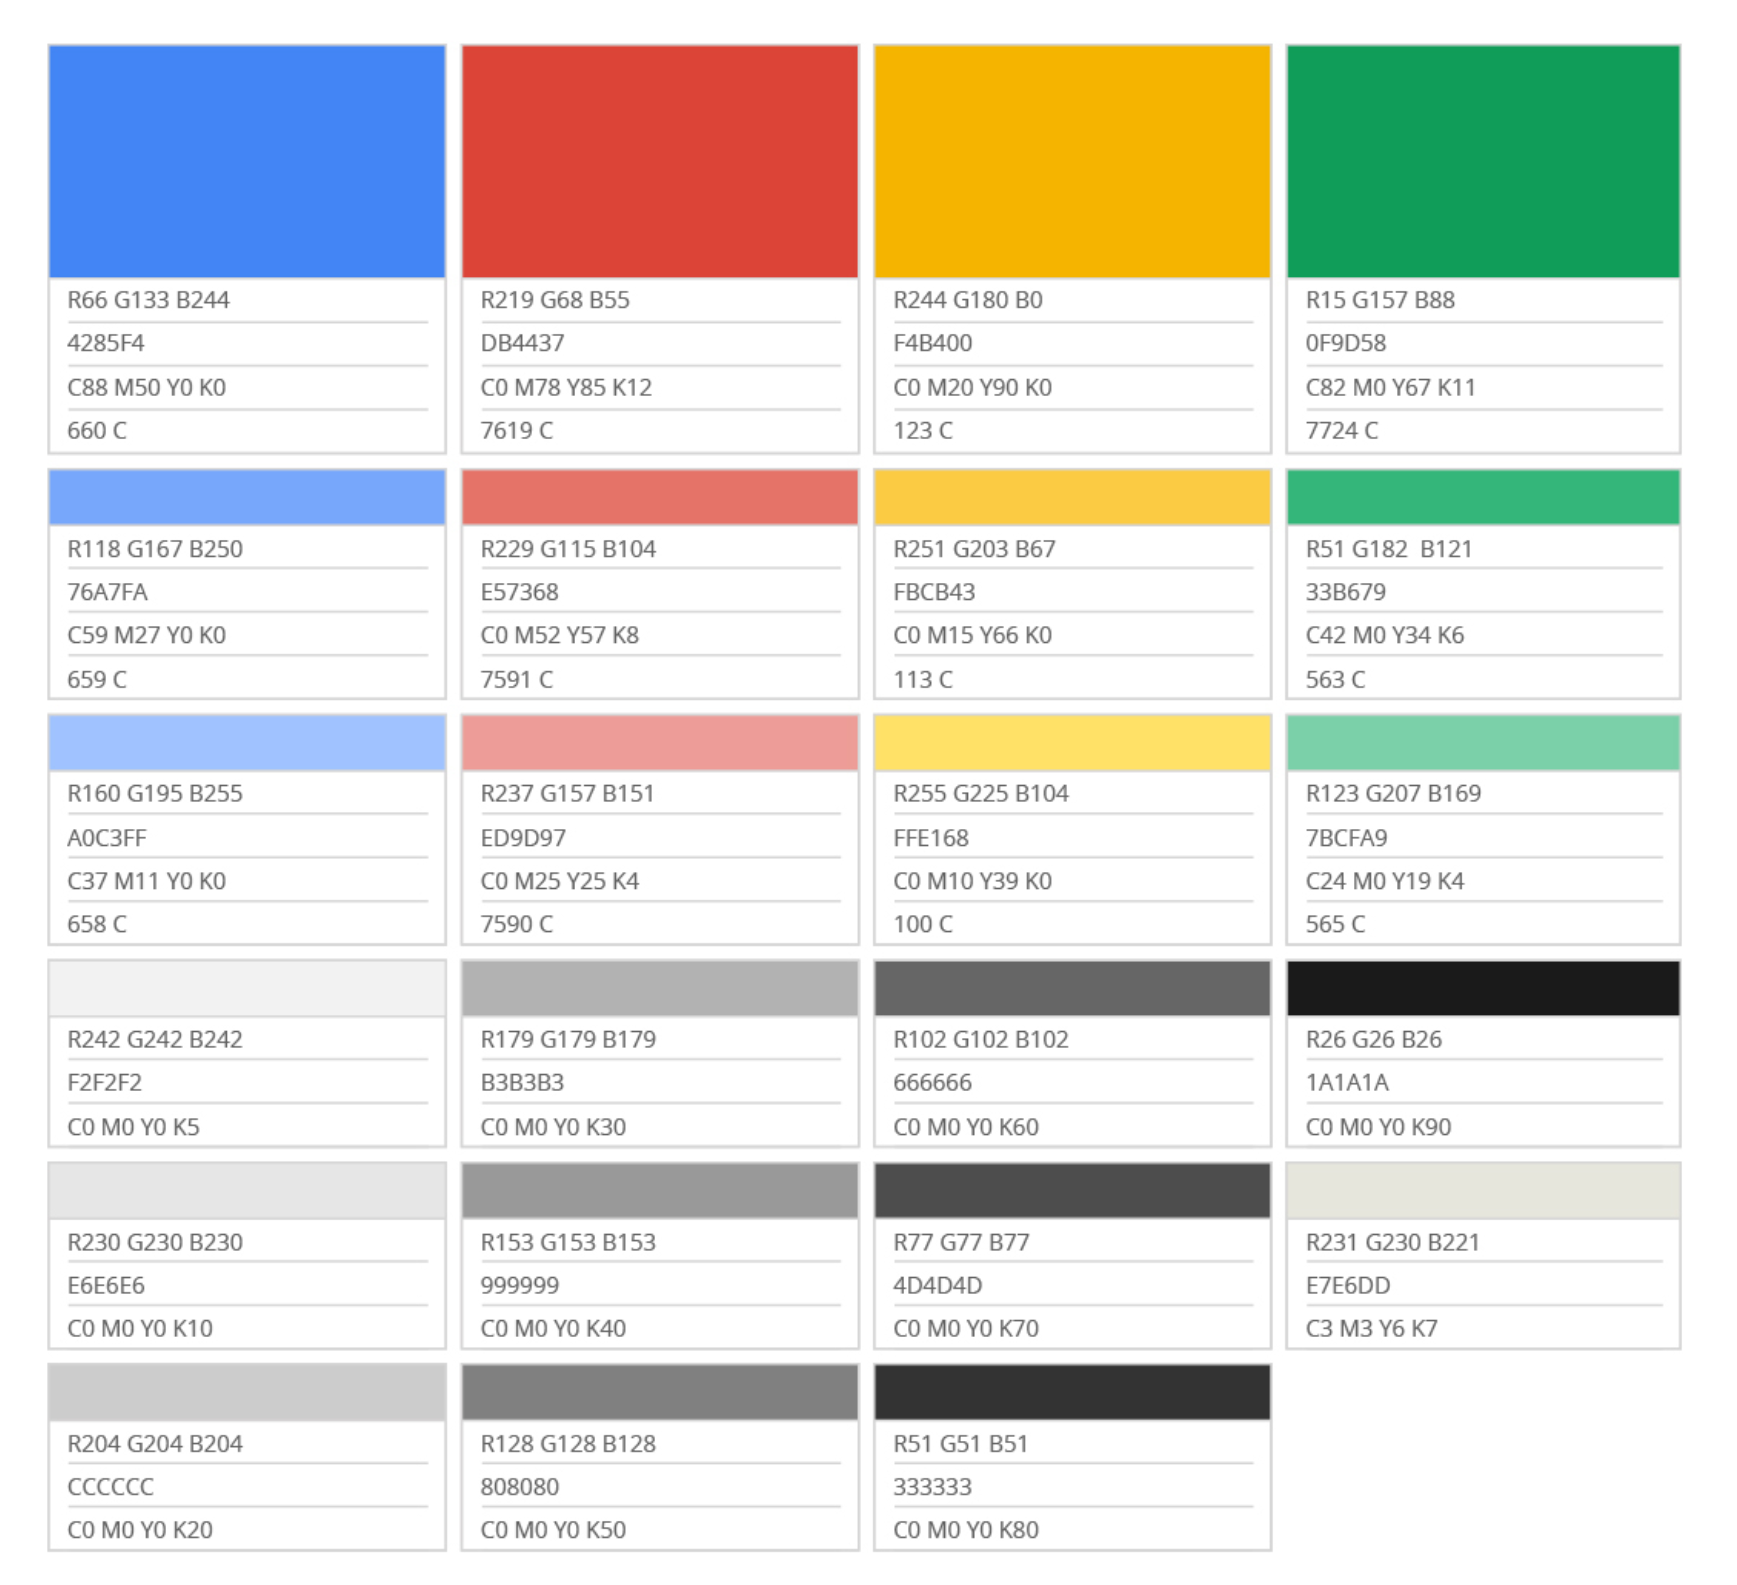 R66 G133 B244
4285F4
C88 M50 Y0 K0
660 C
R219 G68 B55
DB4437
C0 M78 Y85 K12
7619 C
R244 G180 B0
F4B400
C0 M20 Y90 K0
123 C
R15 G157 B88
0F9D58
C82 M0 Y67 K11
7724 C
R118 G167 B250
76A7FA
C59 M27 Y0 K0
659 C
R229 G115 B104
E57368
C0 M52 Y57 K8
7591 C
R251 G203 B67
FBCB43
C0 M15 Y66 K0
113 C
R51 G182  B121
33B679
C42 M0 Y34 K6
563 C
R160 G195 B255
A0C3FF
C37 M11 Y0 K0
658 C
R237 G157 B151
ED9D97
C0 M25 Y25 K4
7590 C
R255 G225 B104
FFE168
C0 M10 Y39 K0
100 C
R123 G207 B169
7BCFA9
C24 M0 Y19 K4
565 C
R242 G242 B242
F2F2F2
C0 M0 Y0 K5
R179 G179 B179
B3B3B3
C0 M0 Y0 K30
R102 G102 B102
666666
C0 M0 Y0 K60
R26 G26 B26
1A1A1A
C0 M0 Y0 K90
R230 G230 B230
E6E6E6
C0 M0 Y0 K10
R153 G153 B153
999999
C0 M0 Y0 K40
R77 G77 B77
4D4D4D
C0 M0 Y0 K70
R231 G230 B221
E7E6DD
C3 M3 Y6 K7
R204 G204 B204
CCCCCC
C0 M0 Y0 K20
R128 G128 B128
808080
C0 M0 Y0 K50
R51 G51 B51
333333
C0 M0 Y0 K80